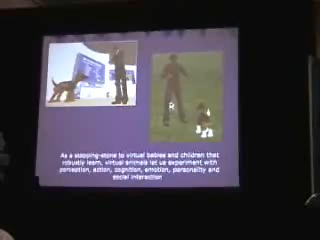 As a stepping-stone to virtual babies and children that
robustly learn, virtual animals let us experiment with
perception, action, cognition, emotion, personality and
social interaction